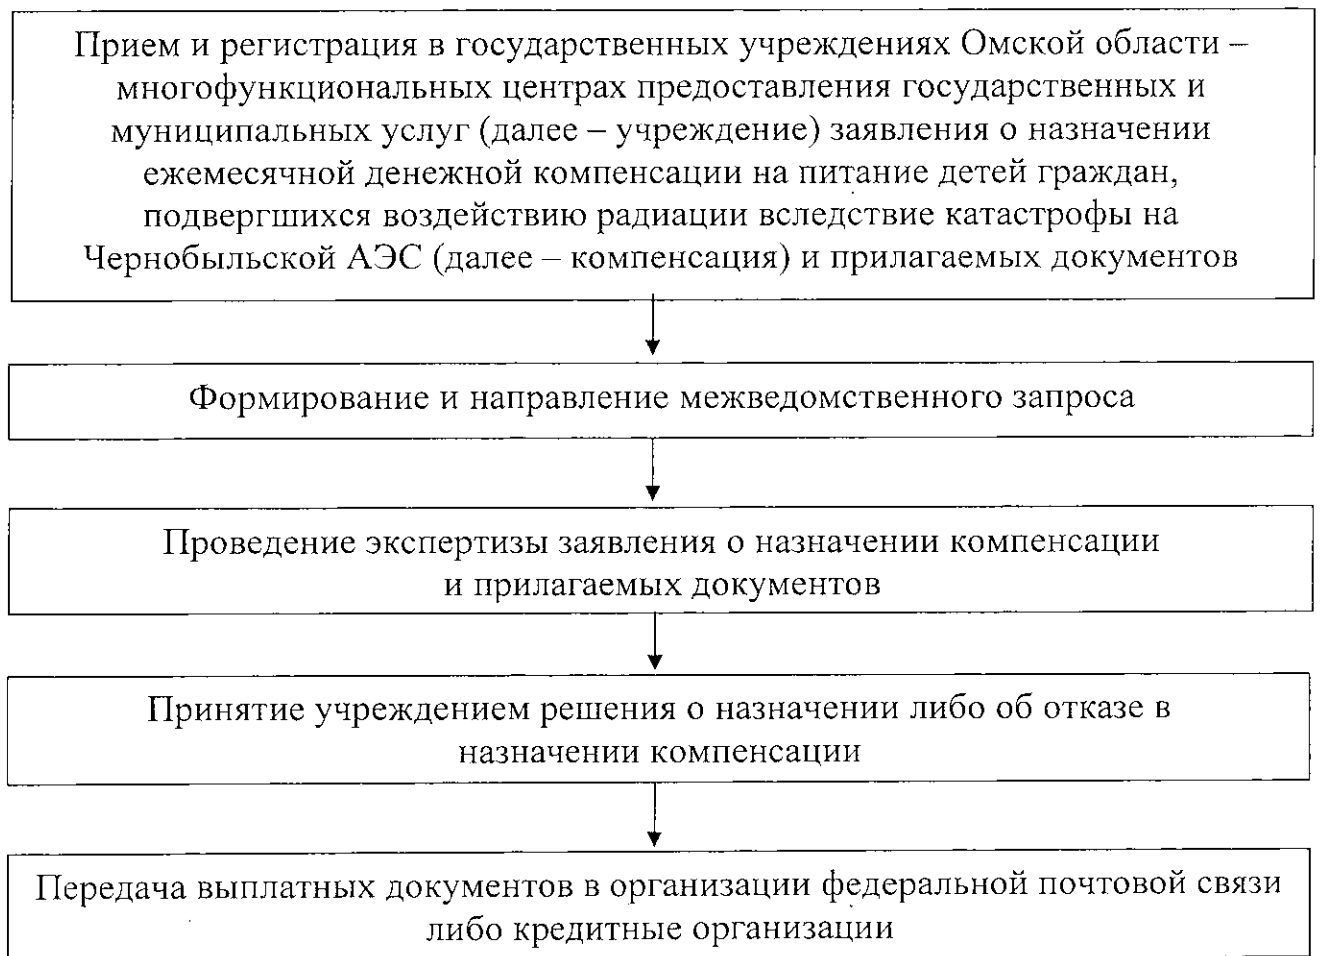 Прием и регистрация в государственных учреждениях Омской области –
многофункциональных центрах предоставления государственных и
муниципальных услуг (далее – учреждение) заявления о назначении
ежемесячной денежной компенсации на питание детей граждан,
подвергшихся воздействию радиации вследствие катастрофы на
Чернобыльской АЭС (далее – компенсация) и прилагаемых документов
Формирование и направление межведомственного запроса
Проведение экспертизы заявления о назначении компенсации
и прилагаемых документов
Принятие учреждением решения о назначении либо об отказе в
назначении компенсации
Передача выплатных документов в организации федеральной почтовой связи
либо кредитные организации